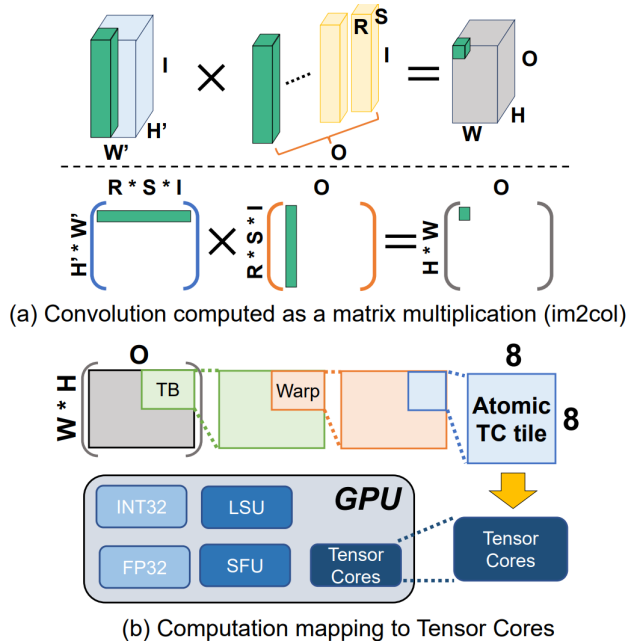 I
H'
W'
×
R
S
I
O
=
O
H
W
R * S * I
H' * W'
×
O
R * S * I
=
O
H * W
(a) Convolution computed as a matrix multiplication (im2col)
O
W * H
TB
Warp
8
8
Atomic
TC tile
GPU
INT32
LSU
FP32
SFU
Tensor
Cores
Tensor
Cores
(b) Computation mapping to Tensor Cores